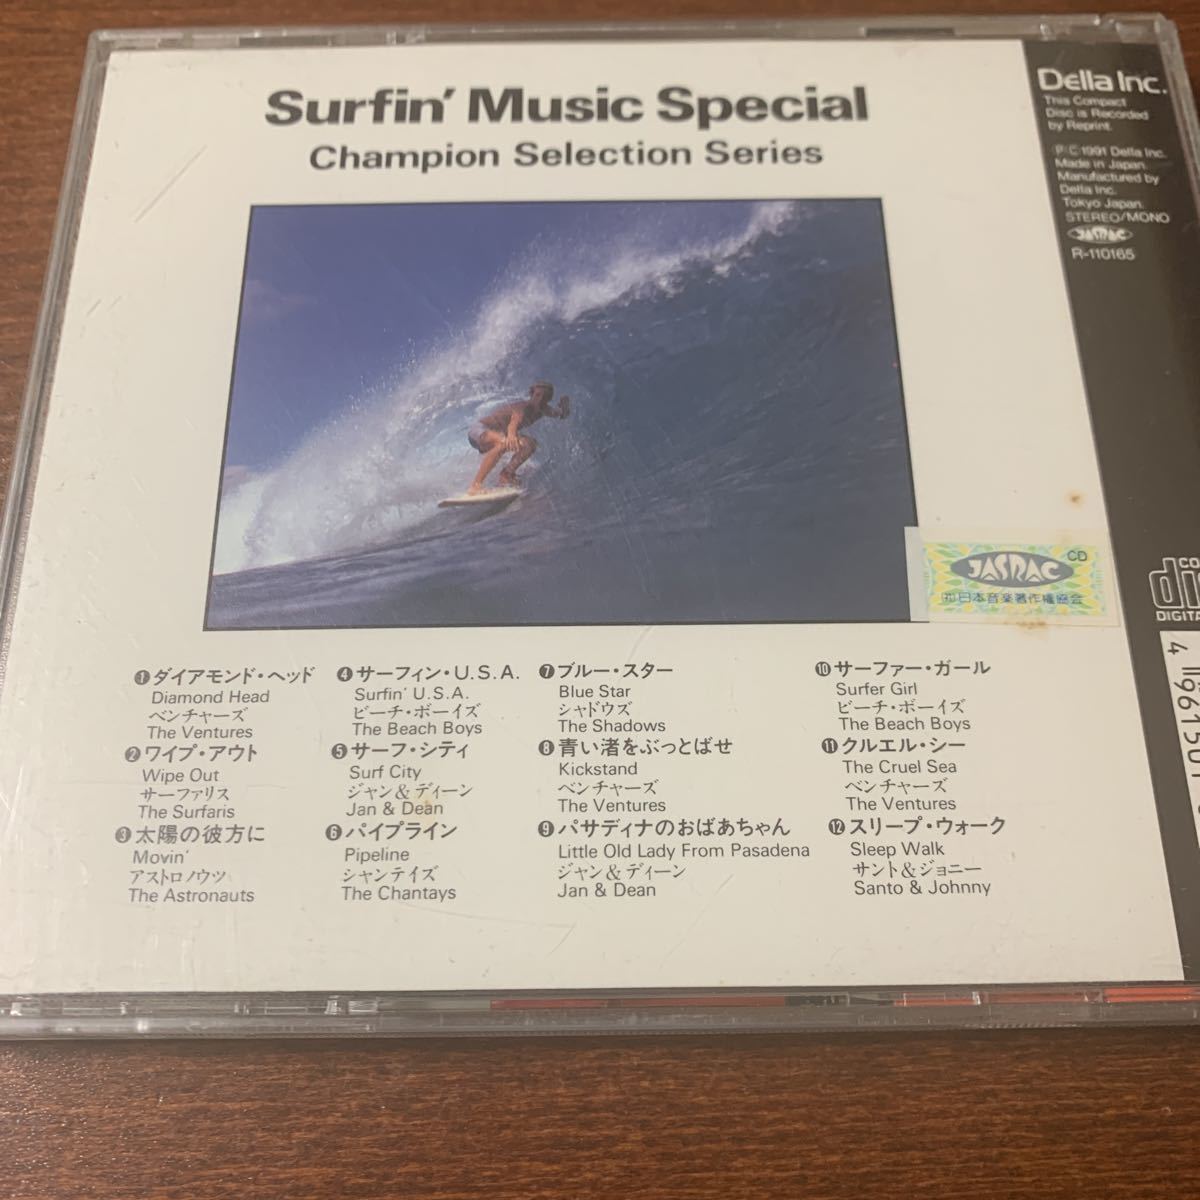 Surfin' Music Special
Champion Selection Series
Della Inc.
This Compact
Disc is Recorded
by Reprint.
P.C 1991 Della Inc.
Made in Japan.
Manufactured by
Della Inc.
Tokyo Japan.
STEREO/MONO
JASRAC
R-110165
JASRAC
CD
(社)日本音楽著作権協会
❶ダイアモンド・ヘッド
Diamond Head
ベンチャーズ
The Ventures
❷ワイプ・アウト
Wipe Out
サーファリス
The Surfaris
❸太陽の彼方に
Movin'
アストロノウツ
The Astronauts
❹サーフィン・U.S.A.
Surfin' U.S.A.
ビーチ・ボーイズ
The Beach Boys
❺サーフ・シティ
Surf City
ジャン&ディーン
Jan & Dean
❻パイプライン
Pipeline
シャンテイズ
The Chantays
❼ブルー・スター
Blue Star
シャドウズ
The Shadows
❽青い渚をぶっとばせ
Kickstand
ベンチャーズ
The Ventures
❾パサディナのおばあちゃん
Little Old Lady From Pasadena
ジャン&ディーン
Jan & Dean
❿サーファー・ガール
Surfer Girl
ビーチ・ボーイズ
The Beach Boys
⓫クルエル・シー
The Cruel Sea
ベンチャーズ
The Ventures
⓬スリープ・ウォーク
Sleep Walk
サント&ジョニー
Santo & Johnny